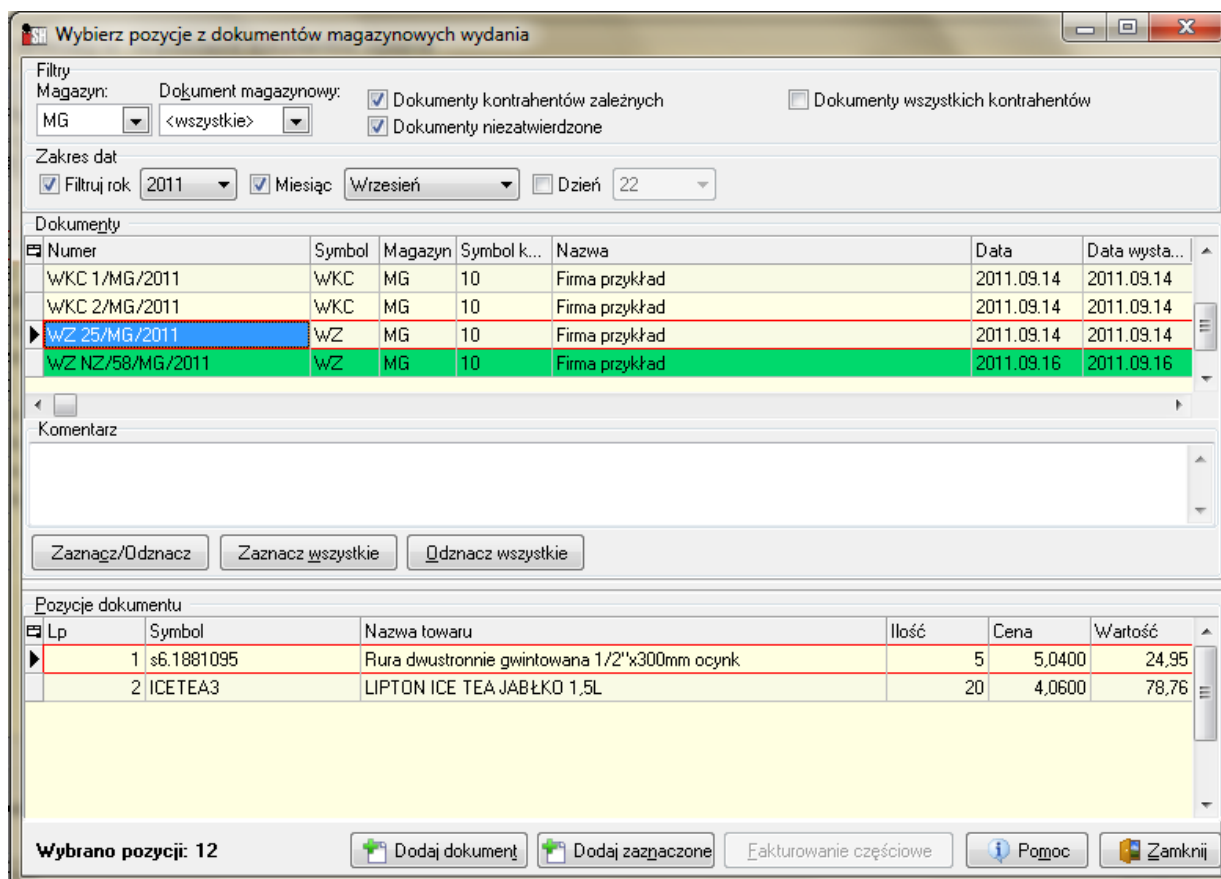 SH Wybierz pozycje z dokumentów magazynowych wydania
Filtry
Magazyn: Dokument magazynowy:
MG <wszystkie> Dokumenty kontrahentów zależnych Dokumenty wszystkich kontrahentów
Dokumenty niezatwierdzone
Zakres dat
Filtruj rok 2011 Miesiąc Wrzesień Dzień 22
Dokumenty
Numer Symbol Magazyn Symbol k... Nazwa Data Data wysta...
WKC 1/MG/2011 WKC MG 10 Firma przykład 2011.09.14 2011.09.14
WKC 2/MG/2011 WKC MG 10 Firma przykład 2011.09.14 2011.09.14
WZ 25/MG/2011 WZ MG 10 Firma przykład 2011.09.14 2011.09.14
WZ NZ/58/MG/2011 WZ MG 10 Firma przykład 2011.09.16 2011.09.16
Komentarz
Zaznacz/Odznacz Zaznacz wszystkie Odznacz wszystkie
Pozycje dokumentu
Lp Symbol Nazwa towaru Ilość Cena Wartość
1 s6.1881095 Rura dwustronnie gwintowana 1/2"x300mm ocynk 5 5,0400 24,95
2 ICETEA3 LIPTON ICE TEA JABŁKO 1,5L 20 4,0600 78,76
Wybrano pozycji: 12 Dodaj dokument Dodaj zaznaczone Fakturowanie częściowe Pomoc Zamknij